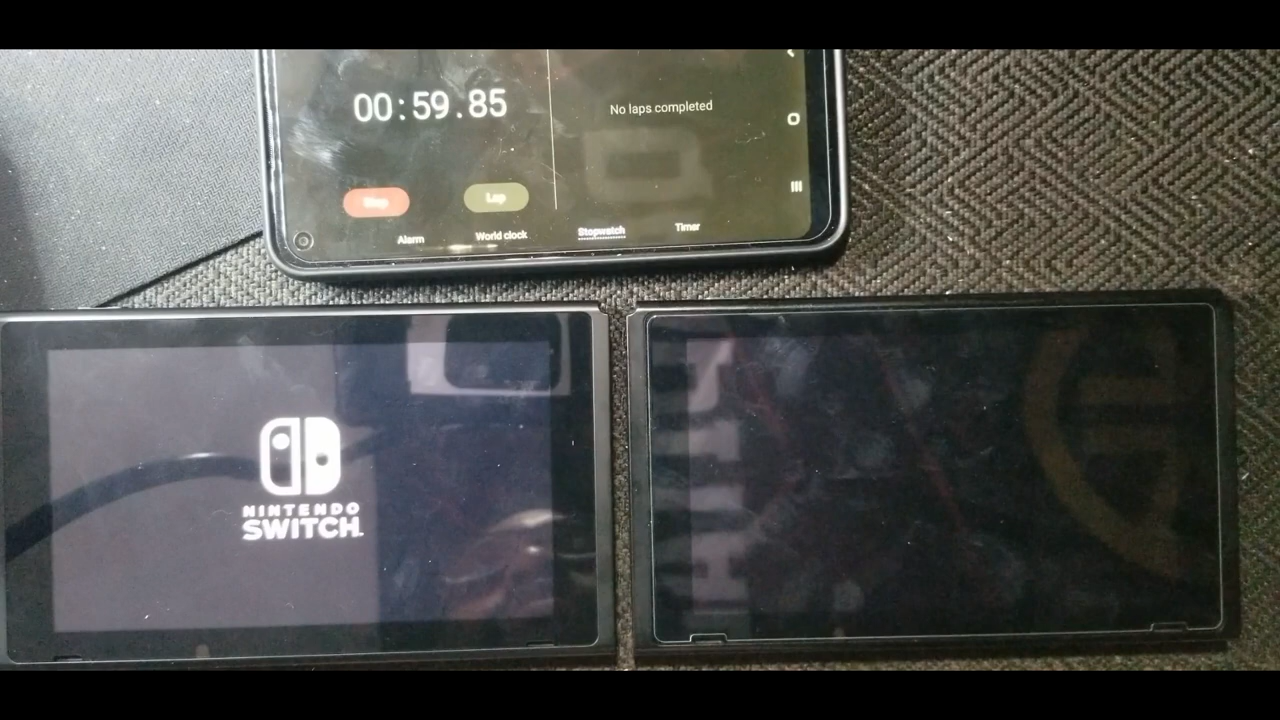 00:59.85
No laps completed
Stop
Lap
Alarm
World clock
Stopwatch
Timer
NINTENDO
SWITCH